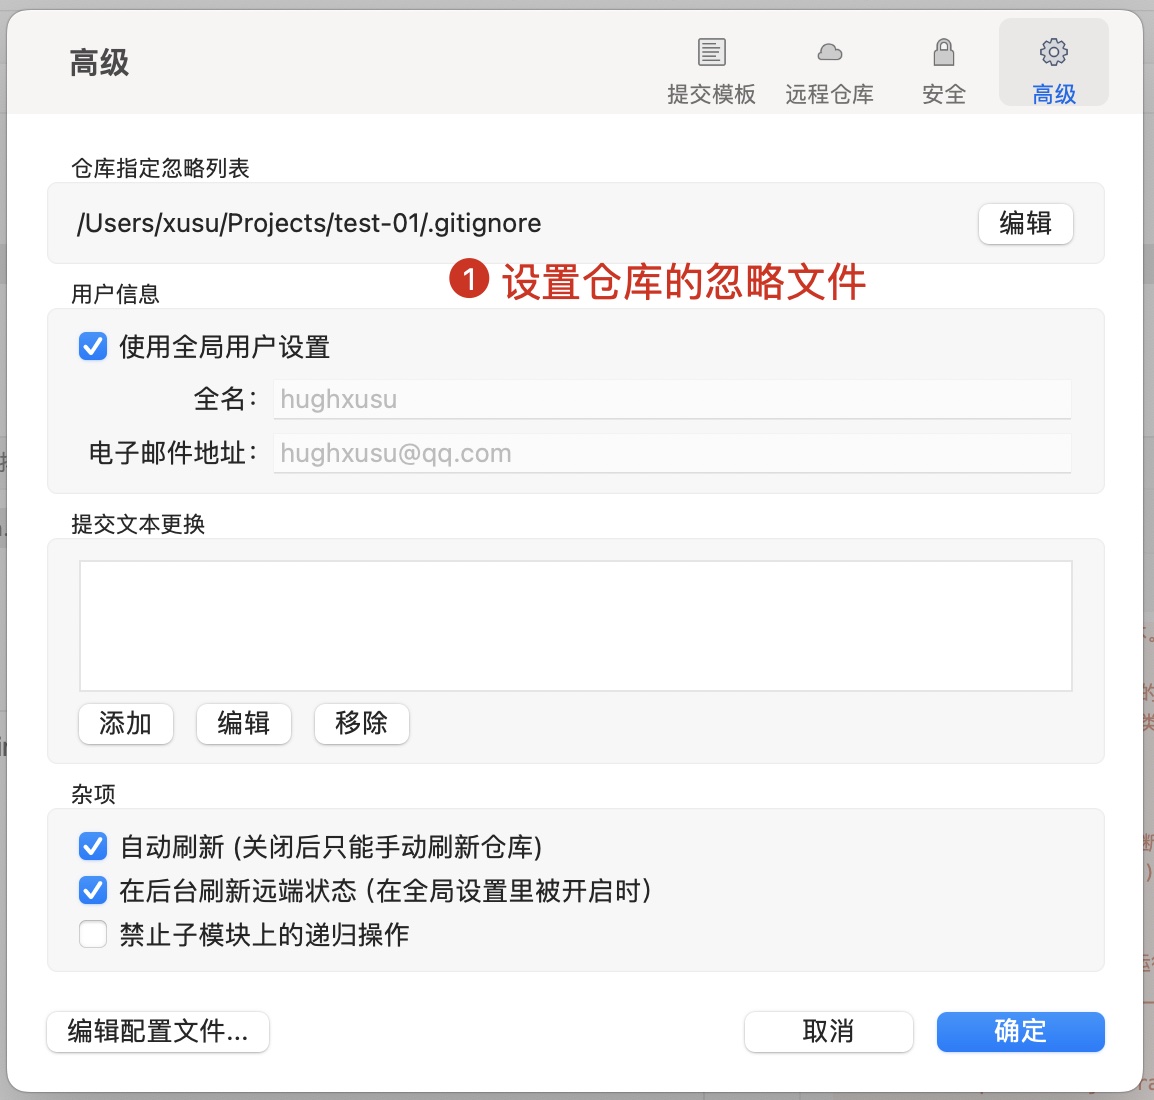 高级
提交模板
远程仓库
安全
高级
仓库指定忽略列表
/Users/xusu/Projects/test-01/.gitignore
编辑
1 设置仓库的忽略文件
用户信息
使用全局用户设置
全名：
hughxusu
电子邮件地址：
hughxusu@qq.com
提交文本更换
添加
编辑
移除
杂项
自动刷新 (关闭后只能手动刷新仓库)
在后台刷新远端状态 (在全局设置里被开启时)
禁止子模块上的递归操作
编辑配置文件...
取消
确定